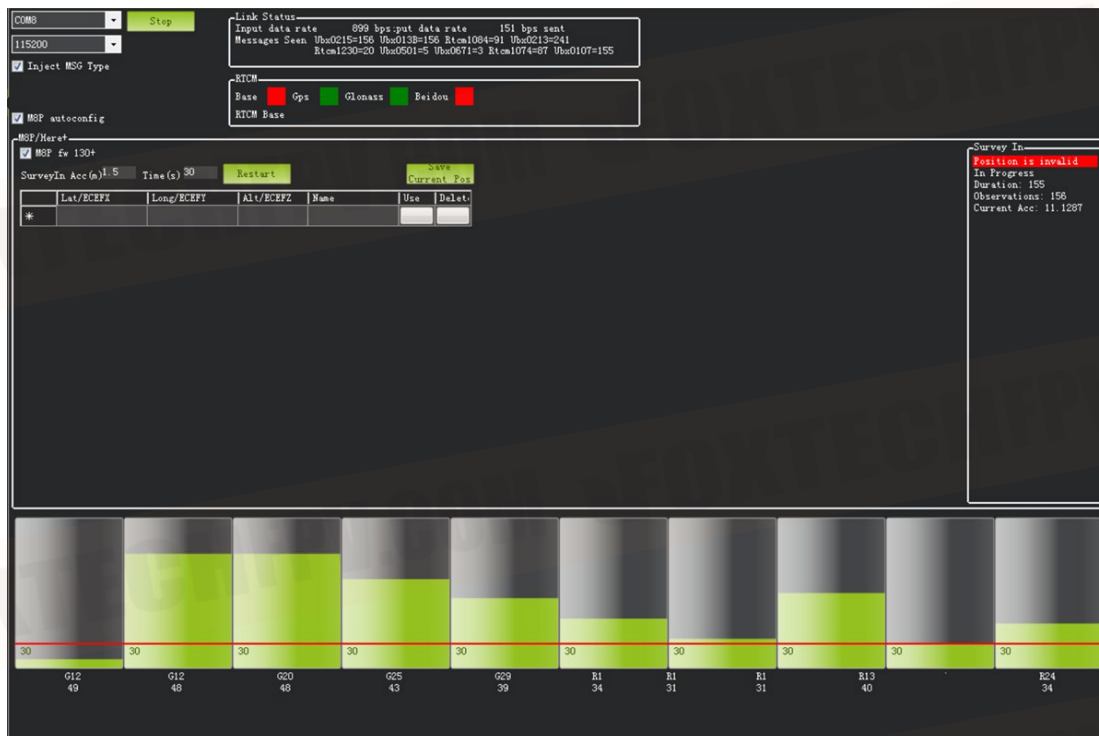 COM8
Stop
115200
Inject MSG Type
M8P autoconfig
Link Status
Input data rate 899 bps:put data rate 151 bps sent
Messages Seen Ubx0215=156 Ubx013B=156 Rtcm1084=91 Ubx0213=241
Rtcm1230=20 Ubx0501=5 Ubx0671=3 Rtcm1074=87 Ubx0107=155
RTCM
Base Gps Glonass Beidou
RTCM Base
M8P/Here+
M8P fw 130+
SurveyIn Acc(m) 1.5 Time(s) 30 Restart
Save
Current Pos
Lat/ECEFX Long/ECEFY Alt/ECEFZ Name Use Delet
*
Survey In
Position is invalid
In Progress
Duration: 155
Observations: 156
Current Acc: 11.1287
30 30 30 30 30 30 30 30 30 30
G12 G12 G20 G25 G29 R1 R1 R1 R13 R24
49 48 48 43 39 34 31 31 40 34